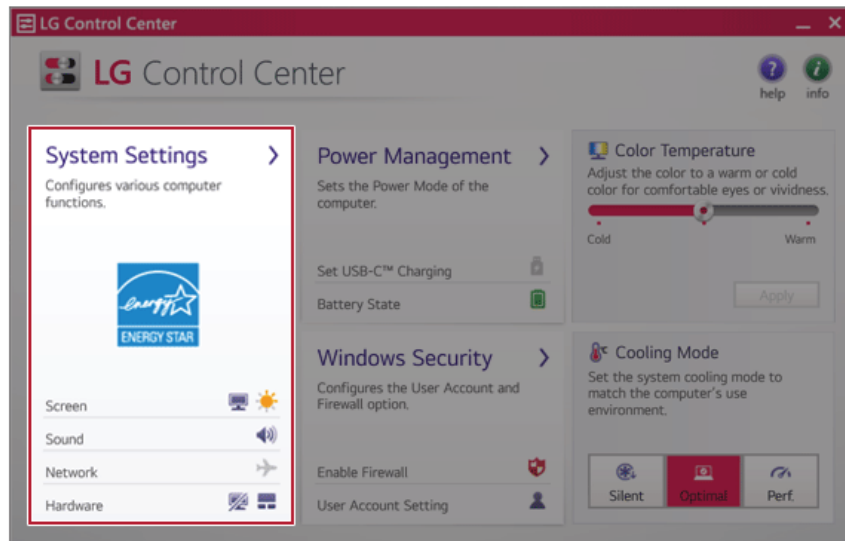 LG Control Center
LG Control Center
help
info
System Settings
Configures various computer
functions.
energy
ENERGY STAR
Screen
Sound
Network
Hardware
Power Management
Sets the Power Mode of the
computer.
Set USB-C™ Charging
Battery State
Windows Security
Configures the User Account and
Firewall option.
Enable Firewall
User Account Setting
Color Temperature
Adjust the color to a warm or cold
color for comfortable eyes or vividness.
Cold
Warm
Apply
Cooling Mode
Set the system cooling mode to
match the computer's use
environment.
Silent
Optimal
Perf.